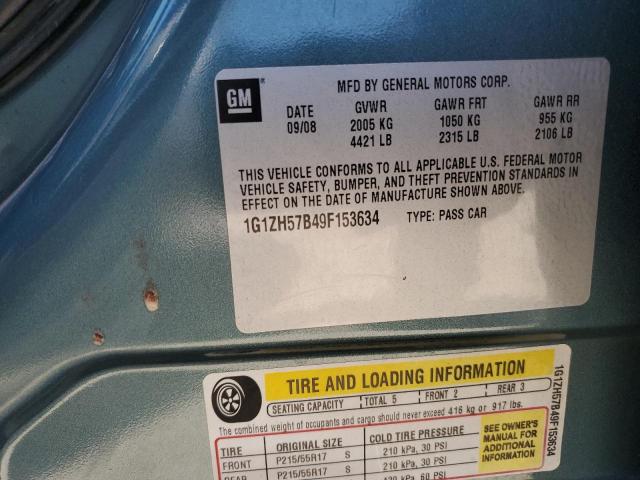 GM
MFD BY GENERAL MOTORS CORP.
DATE GVWR GAWR FRT GAWR RR
09/08 2005 KG 1050 KG 955 KG
4421 LB 2315 LB 2106 LB
THIS VEHICLE CONFORMS TO ALL APPLICABLE U.S. FEDERAL MOTOR
VEHICLE SAFETY, BUMPER, AND THEFT PREVENTION STANDARDS IN
EFFECT ON THE DATE OF MANUFACTURE SHOWN ABOVE.
1G1ZH57B49F153634 TYPE: PASS CAR
TIRE AND LOADING INFORMATION
SEATING CAPACITY TOTAL 5 FRONT 2 REAR 3
The combined weight of occupants and cargo should never exceed 416 kg or 917 lbs.
TIRE ORIGINAL SIZE COLD TIRE PRESSURE
FRONT P215/55R17 S 210 kPa, 30 PSI
REAR P215/55R17 S 210 kPa, 30 PSI
420 kPa, 60 PSI
SEE OWNER'S
MANUAL FOR
ADDITIONAL
INFORMATION
1G1ZH57B49F153634